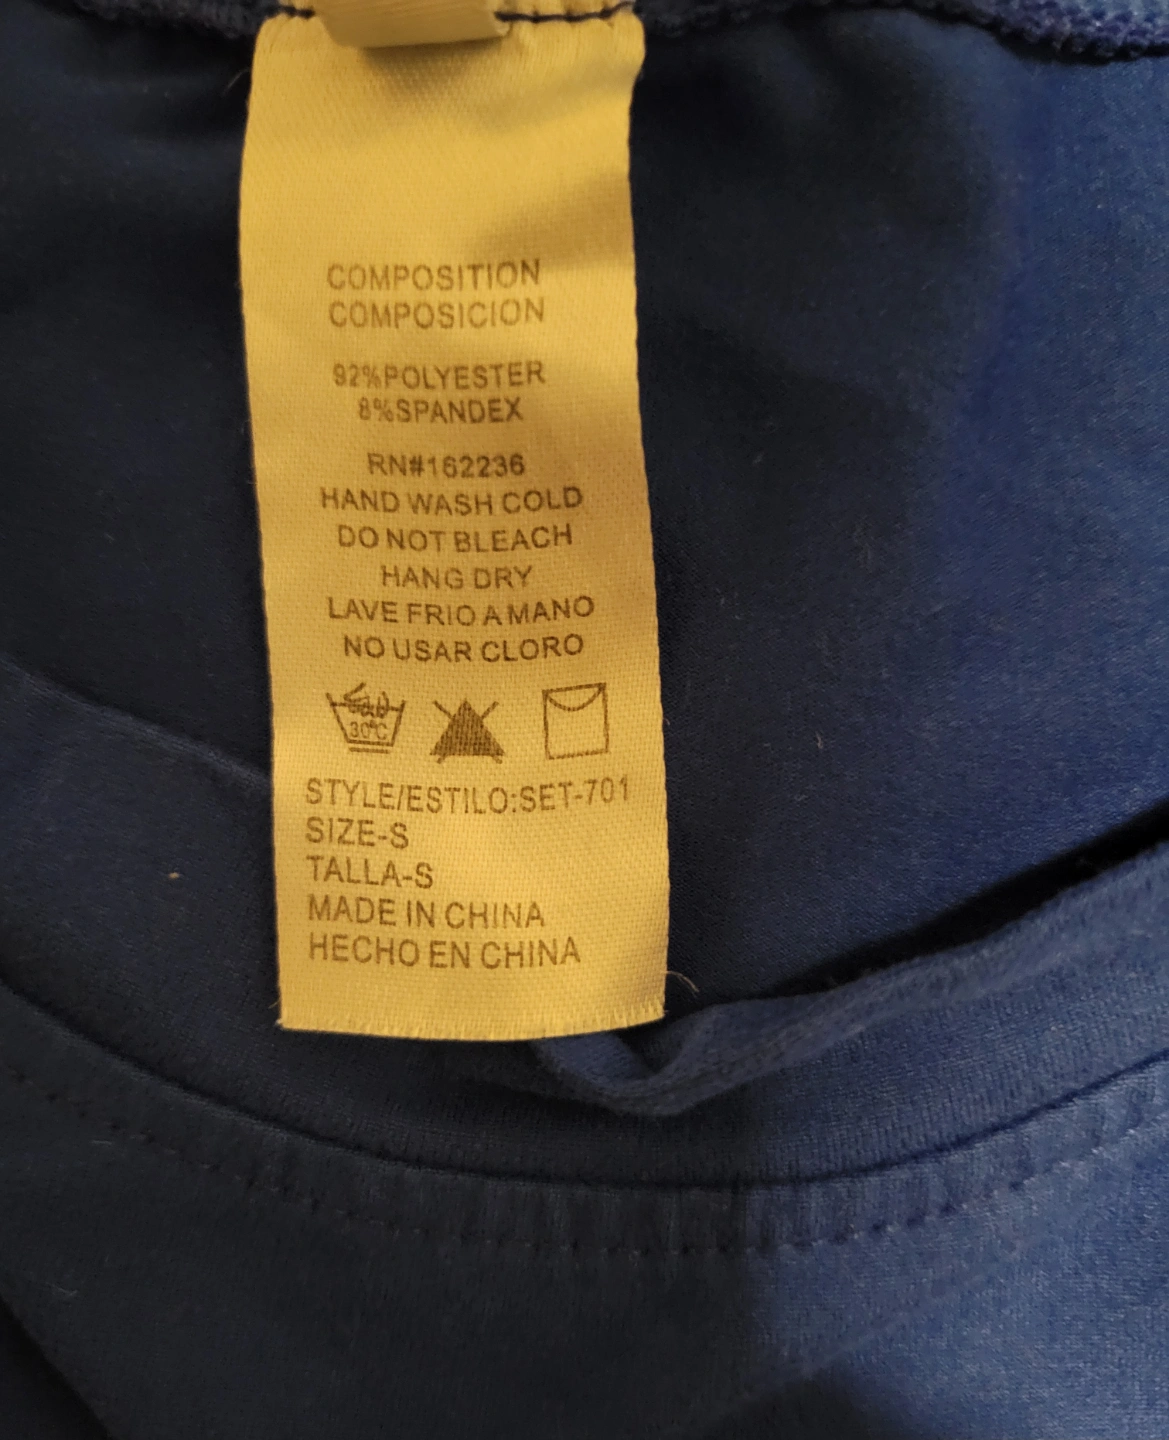 COMPOSITION
COMPOSICION
92%POLYESTER
8%SPANDEX
RN#162236
HAND WASH COLD
DO NOT BLEACH
HANG DRY
LAVE FRIO A MANO
NO USAR CLORO
30°C
STYLE/ESTILO:SET-701
SIZE-S
TALLA-S
MADE IN CHINA
HECHO EN CHINA